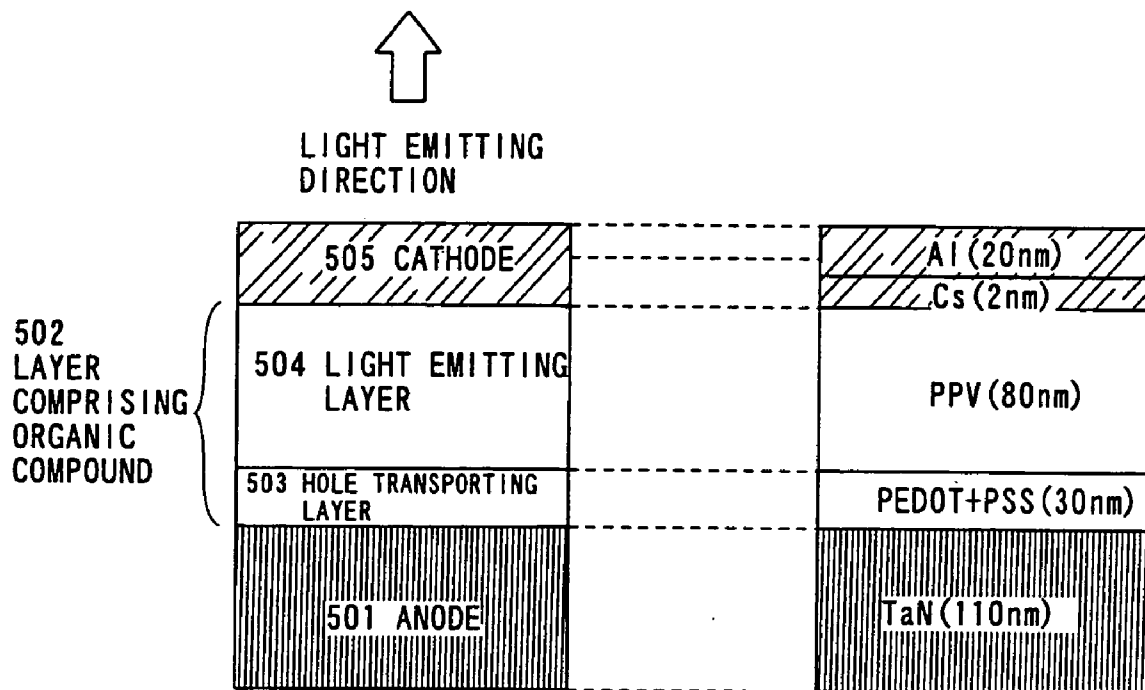 LIGHT EMITTING
DIRECTION
505 CATHODE
Al(20nm)
Cs(2nm)
502
LAYER
COMPRISING
ORGANIC
COMPOUND
504 LIGHT EMITTING
LAYER
PPV(80nm)
503 HOLE TRANSPORTING
LAYER
PEDOT+PSS(30nm)
501 ANODE
TaN(110nm)